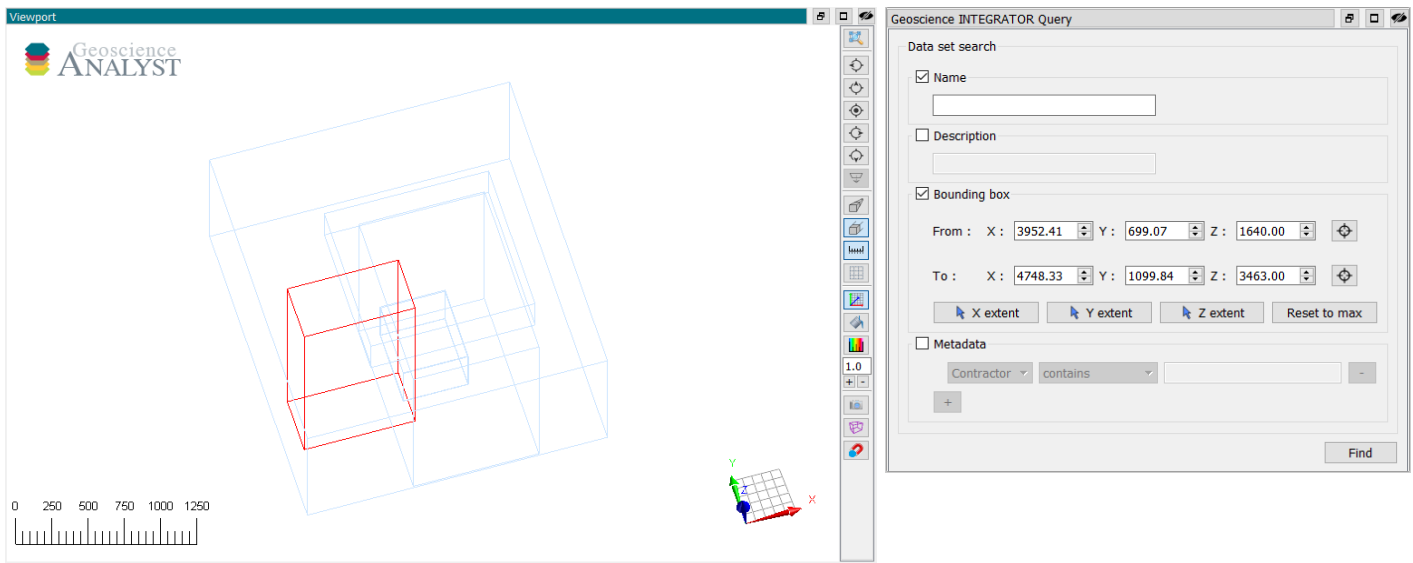 Viewport
Geoscience
ANALYST
1.0
+ -
Y
Z
X
0 250 500 750 1000 1250
Geoscience INTEGRATOR Query
Data set search
Name
Description
Bounding box
From : X : 3952.41 Y : 699.07 Z : 1640.00
To : X : 4748.33 Y : 1099.84 Z : 3463.00
X extent Y extent Z extent Reset to max
Metadata
Contractor contains -
+
Find